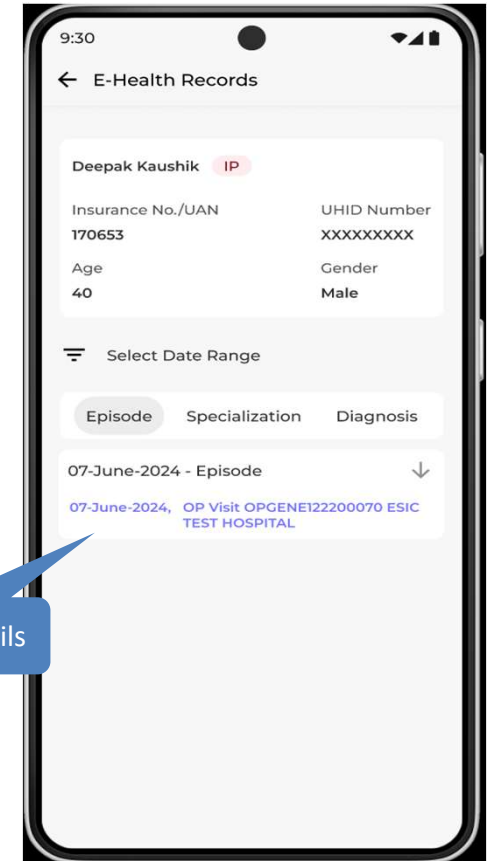 9:30
E-Health Records
Deepak Kaushik IP
Insurance No./UAN UHID Number
170653 XXXXXXXXX
Age Gender
40 Male
Select Date Range
Episode Specialization Diagnosis
07-June-2024 - Episode
07-June-2024, OP Visit OPGENE122200070 ESIC
TEST HOSPITAL
ils